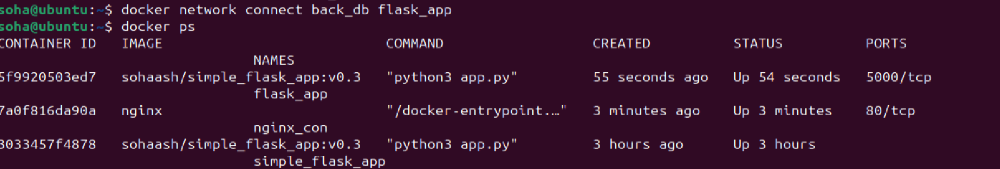 soha@ubuntu:~$ docker network connect back_db flask_app
soha@ubuntu:~$ docker ps
CONTAINER ID   IMAGE                           COMMAND                  CREATED          STATUS          PORTS
NAMES
5f9920503ed7   sohaash/simple_flask_app:v0.3   "python3 app.py"         55 seconds ago   Up 54 seconds   5000/tcp
flask_app
7a0f816da90a   nginx                           "/docker-entrypoint.…"   3 minutes ago    Up 3 minutes    80/tcp
nginx_con
3033457f4878   sohaash/simple_flask_app:v0.3   "python3 app.py"         3 hours ago      Up 3 hours
simple_flask_app